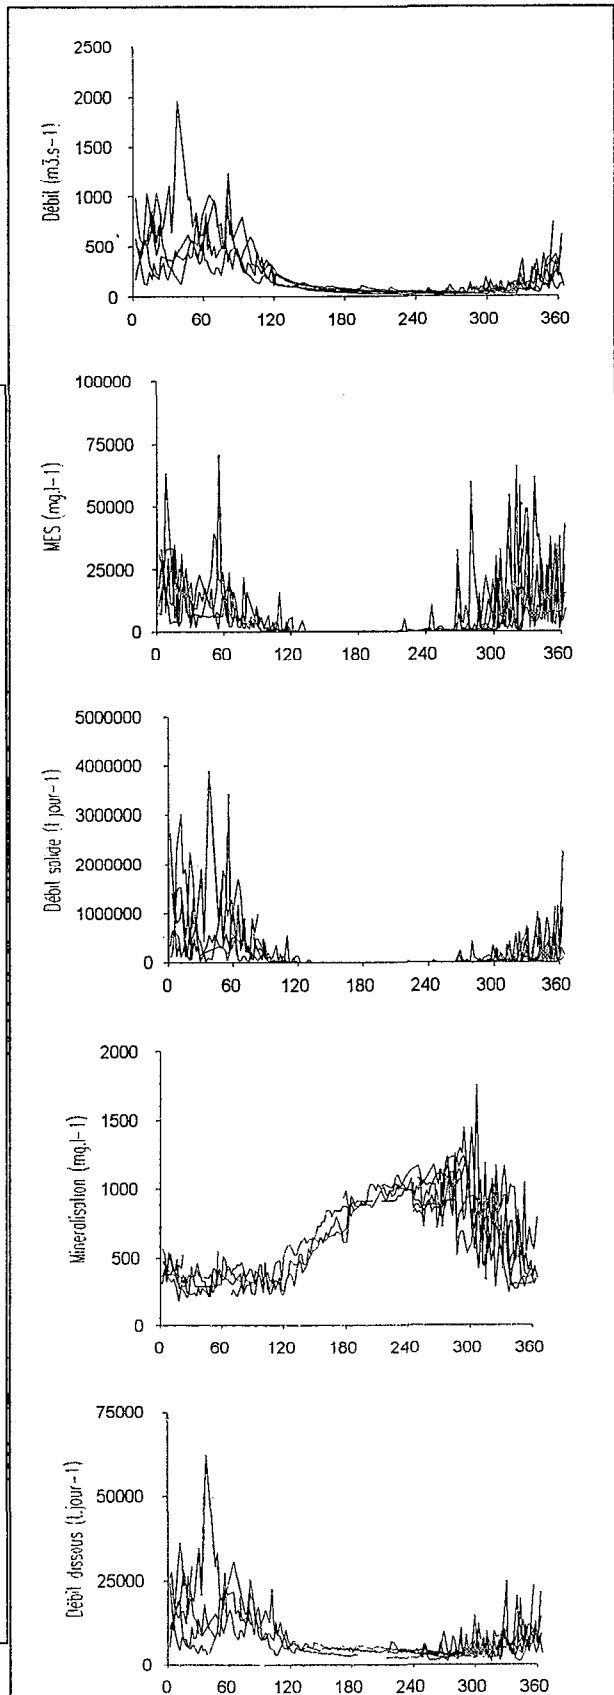 2500
2000
1500
1000
500
0
Débit (m3.s-1)
0 60 120 180 240 300 360
100000
75000
50000
25000
0
MES (mg.l-1)
0 60 120 180 240 300 360
5000000
4000000
3000000
2000000
1000000
0
Débit solide (t.jour-1)
0 60 120 180 240 300 360
2000
1500
1000
500
0
Minéralisation (mg.l-1)
0 60 120 180 240 300 360
75000
50000
25000
0
Débit dissous (t.jour-1)
0 60 120 180 240 300 360